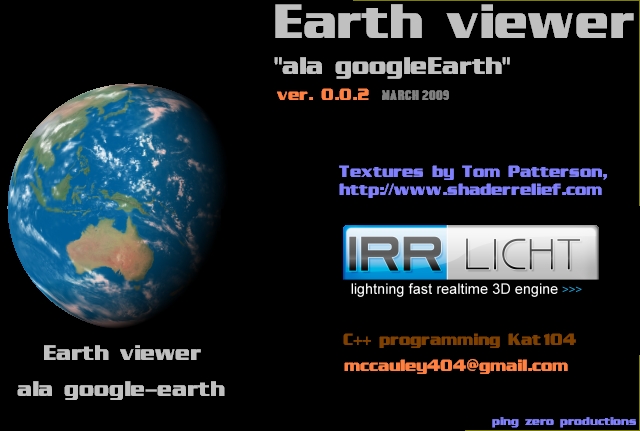 Earth viewer
"ala googleEarth"
ver. 0.0.2 MARCH 2009
Textures by Tom Patterson,
http://www.shaderrelief.com
IRR LICHT
lightning fast realtime 3D engine >>>
Earth viewer
ala google-earth
C++ programming Kat104
mccauley404@gmail.com
ping zero productions